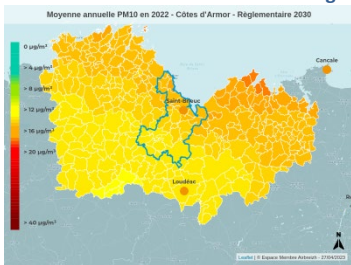 Moyenne annuelle PM10 en 2022 - Côtes d'Armor - Règlementaire 2030
0 µg/m³
> 4 µg/m³
> 8 µg/m³
> 12 µg/m³
> 16 µg/m³
> 20 µg/m³
> 40 µg/m³
Cancale
Saint-Brieuc
Loudéac
N
Leaflet | © Espace Membre AirBreizh - 27/04/2023